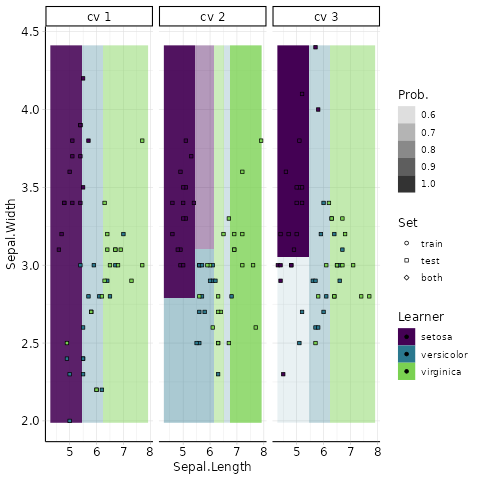 cv 1 cv 2 cv 3
4.5
4.0
3.5
3.0
2.5
2.0
Sepal.Width
5 6 7 8 5 6 7 8 5 6 7 8
Sepal.Length
Prob.
0.6
0.7
0.8
0.9
1.0
Set
train
test
both
Learner
setosa
versicolor
virginica